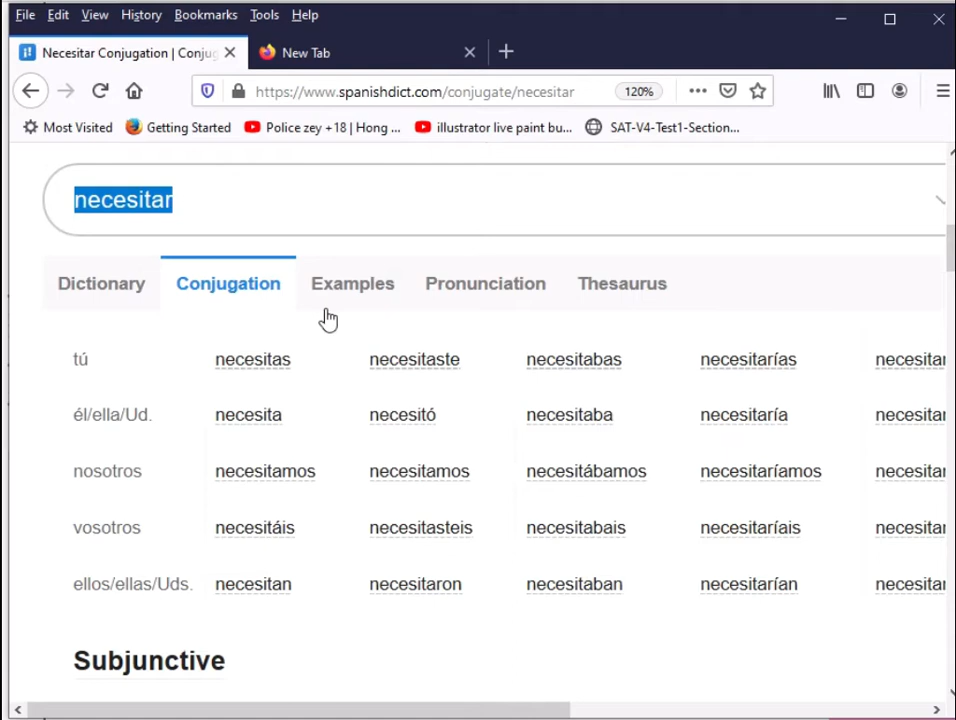 File Edit View History Bookmarks Tools Help
Necesitar Conjugation | Conjug New Tab
https://www.spanishdict.com/conjugate/necesitar 120%
Most Visited Getting Started Police zey +18 | Hong ... illustrator live paint bu... SAT-V4-Test1-Section...
necesitar
Dictionary Conjugation Examples Pronunciation Thesaurus
tú necesitas necesitaste necesitabas necesitarías
él/ella/Ud. necesita necesitó necesitaba necesitaría
nosotros necesitamos necesitamos necesitábamos necesitaríamos
vosotros necesitáis necesitasteis necesitabais necesitaríais
ellos/ellas/Uds. necesitan necesitaron necesitaban necesitarían
Subjunctive